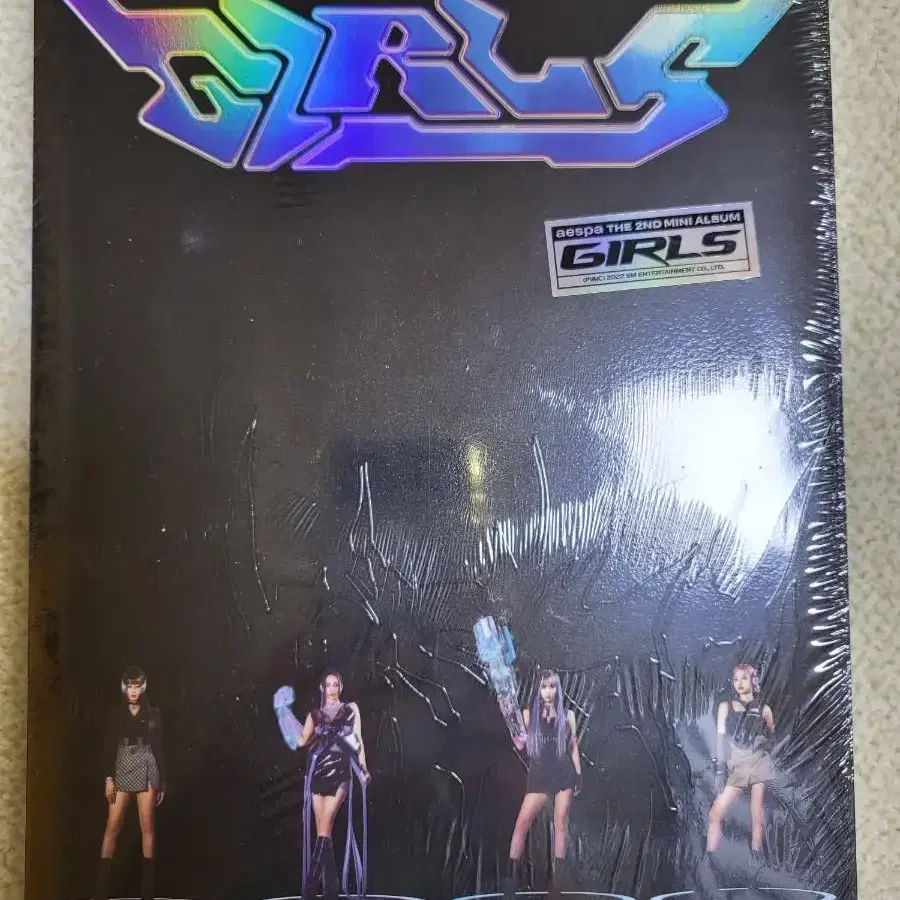 GIRLS
aespa THE 2ND MINI ALBUM
GIRLS
(P)&(C) 2022 SM ENTERTAINMENT CO., LTD.